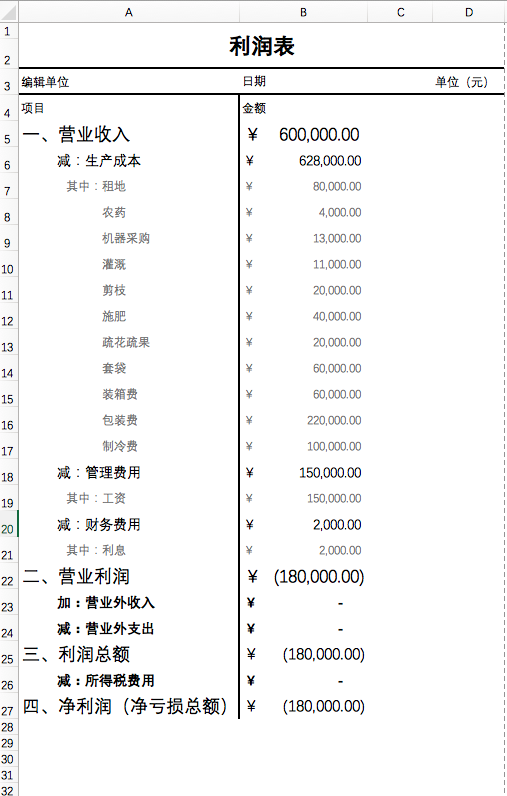 A B C D
1
2 利润表
3 编辑单位 日期 单位（元）
4 项目 金额
5 一、营业收入 ¥ 600,000.00
6 减：生产成本 ¥ 628,000.00
7 其中：租地 ¥ 80,000.00
8 农药 ¥ 4,000.00
9 机器采购 ¥ 13,000.00
10 灌溉 ¥ 11,000.00
11 剪枝 ¥ 20,000.00
12 施肥 ¥ 40,000.00
13 疏花疏果 ¥ 20,000.00
14 套袋 ¥ 60,000.00
15 装箱费 ¥ 60,000.00
16 包装费 ¥ 220,000.00
17 制冷费 ¥ 100,000.00
18 减：管理费用 ¥ 150,000.00
19 其中：工资 ¥ 150,000.00
20 减：财务费用 ¥ 2,000.00
21 其中：利息 ¥ 2,000.00
22 二、营业利润 ¥ (180,000.00)
23 加：营业外收入 ¥ -
24 减：营业外支出 ¥ -
25 三、利润总额 ¥ (180,000.00)
26 减：所得税费用 ¥ -
27 四、净利润（净亏损总额） ¥ (180,000.00)
28
29
30
31
32